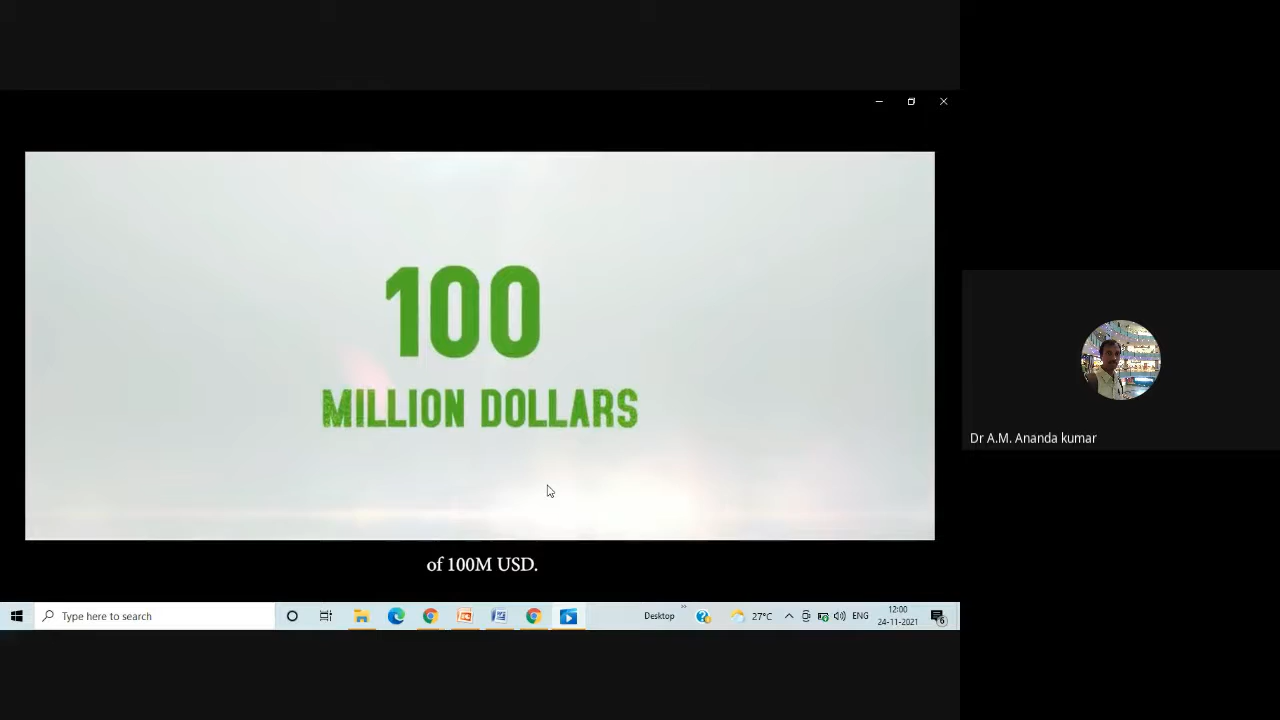 100
MILLION DOLLARS
of 100M USD.
Dr A.M. Ananda kumar
Type here to search
Desktop
27°C
ENG
12:00
24-11-2021
6